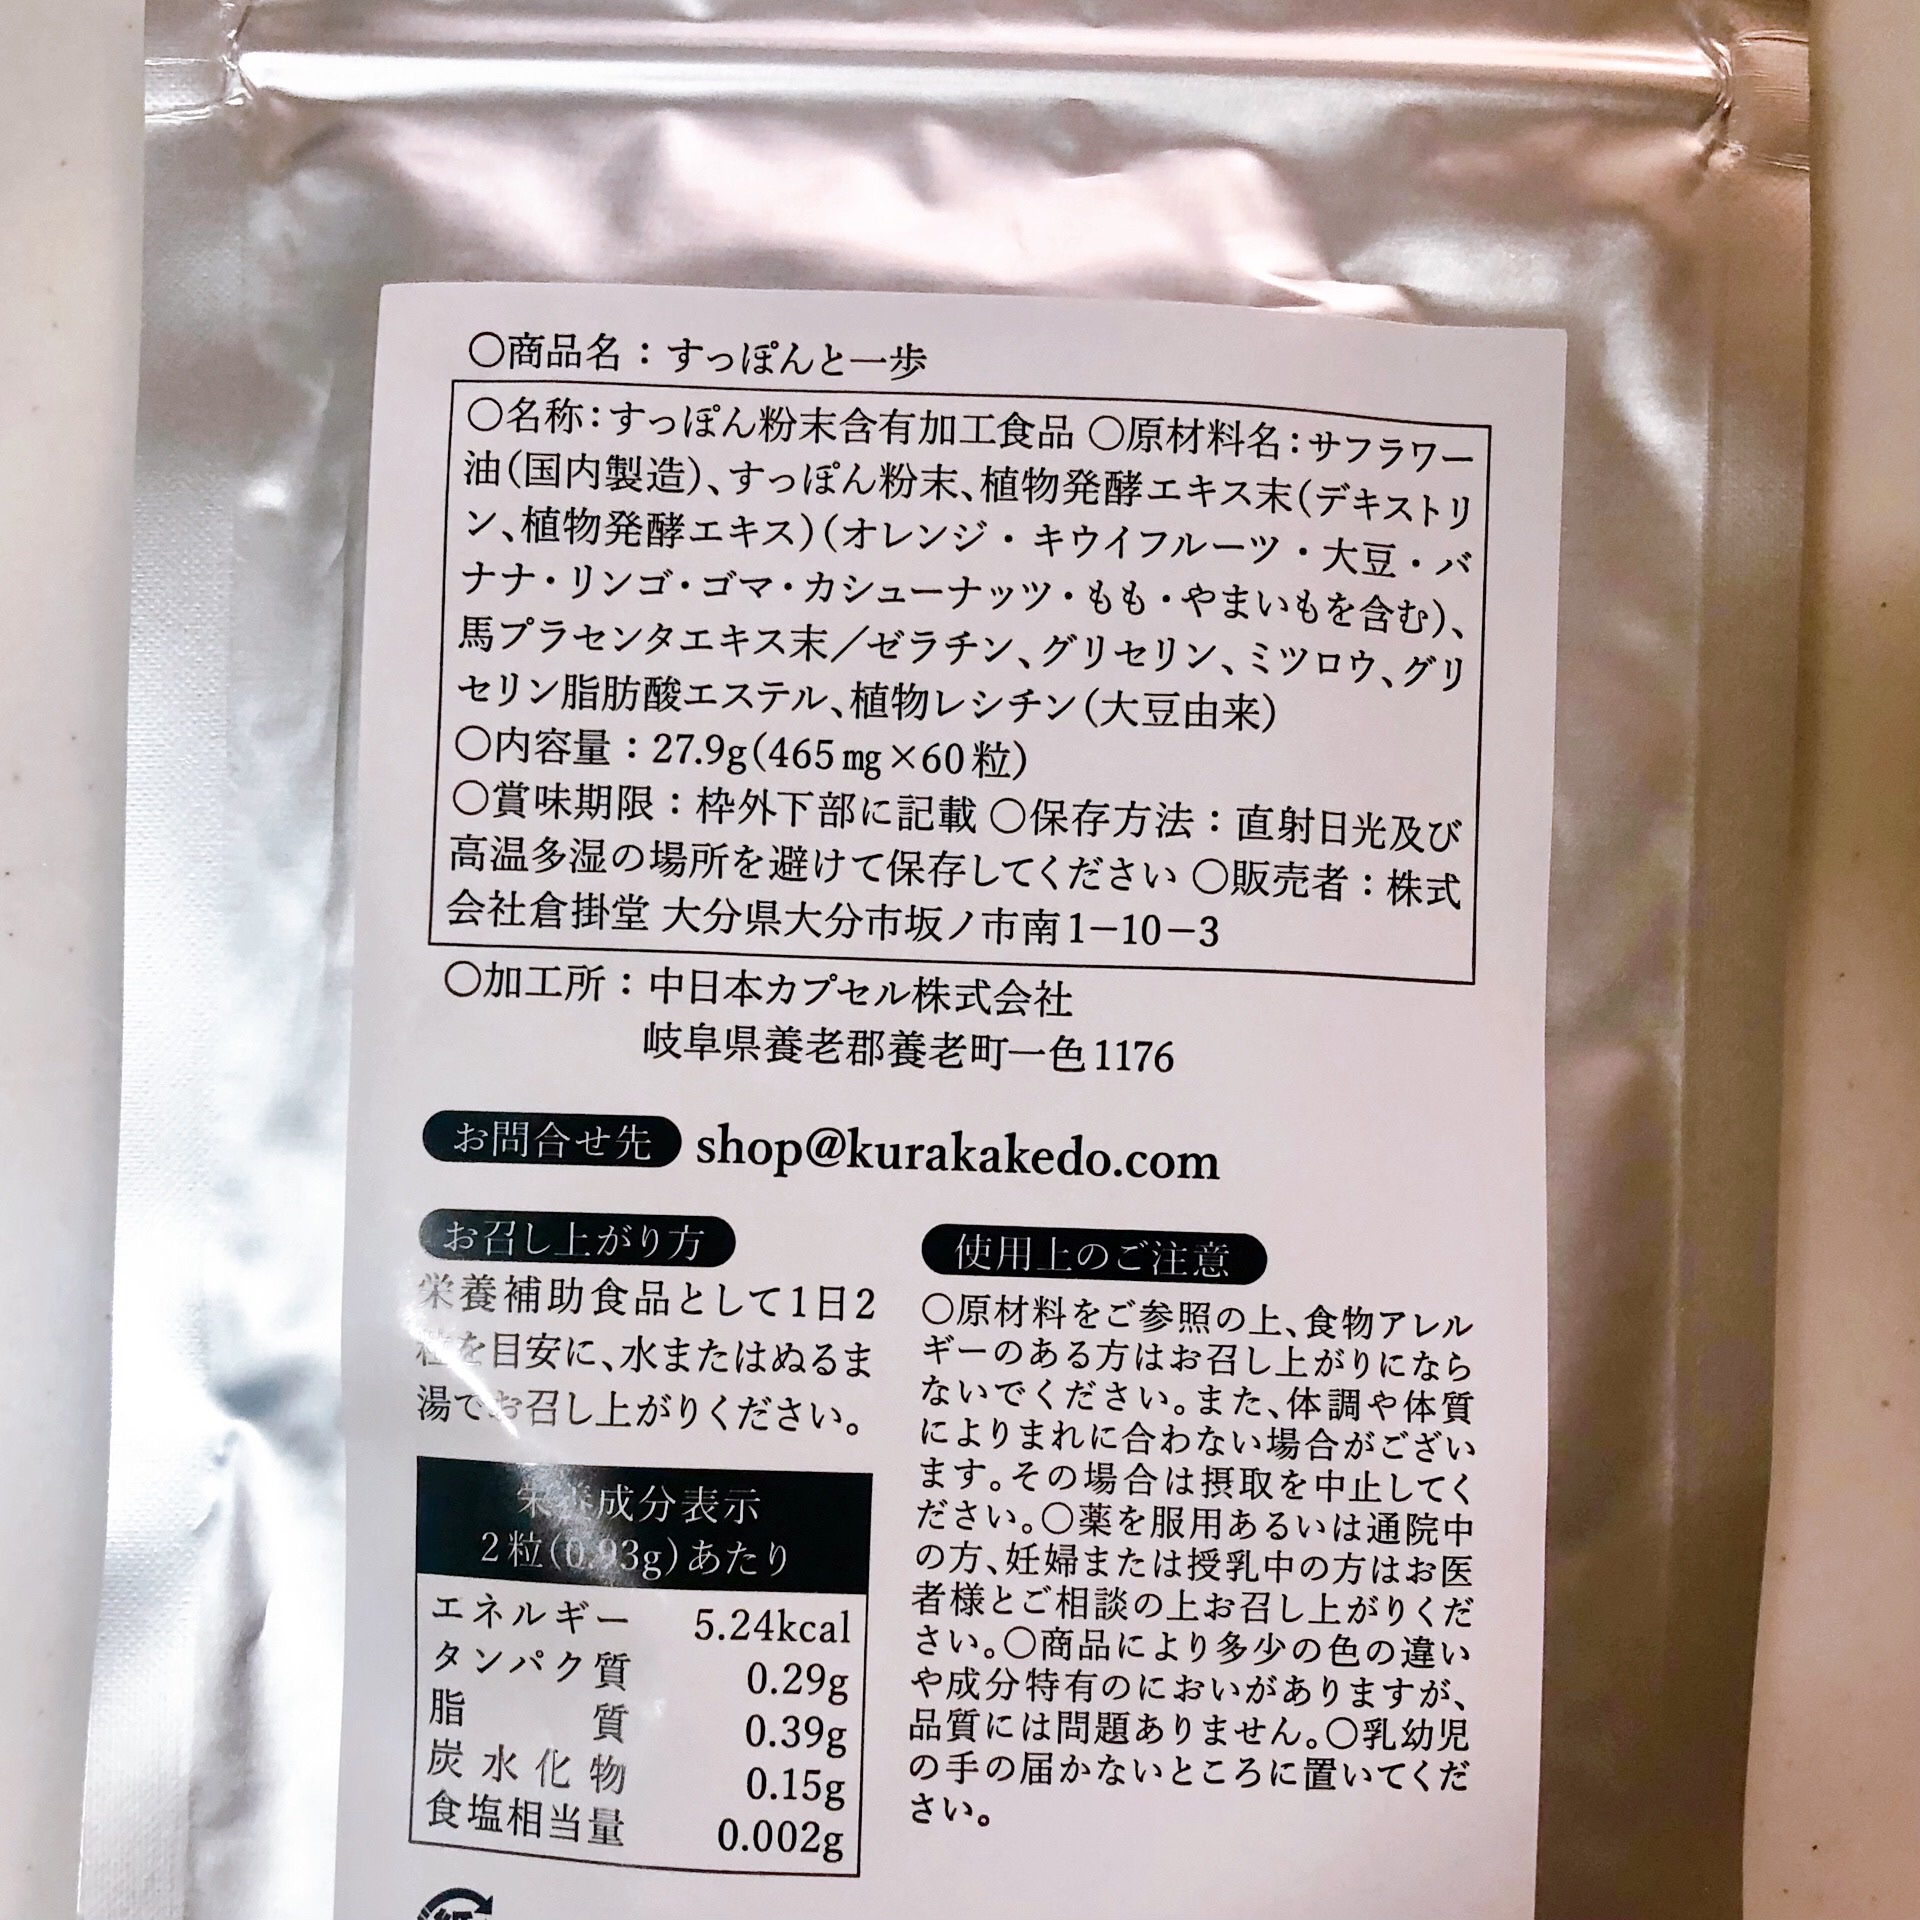 〇商品名：すっぽんと一歩
〇名称：すっぽん粉末含有加工食品 〇原材料名：サフラワー
油（国内製造）、すっぽん粉末、植物発酵エキス末（デキストリ
ン、植物発酵エキス）（オレンジ・キウイフルーツ・大豆・バ
ナナ・リンゴ・ゴマ・カシューナッツ・もも・やまいもを含む）、
馬プラセンタエキス末／ゼラチン、グリセリン、ミツロウ、グリ
セリン脂肪酸エステル、植物レシチン（大豆由来）
〇内容量：27.9g（465㎎×60粒）
〇賞味期限：枠外下部に記載 〇保存方法：直射日光及び
高温多湿の場所を避けて保存してください 〇販売者：株式
会社倉掛堂 大分県大分市坂ノ市南1−10−3
〇加工所：中日本カプセル株式会社
岐阜県養老郡養老町一色1176
お問合せ先 shop@kurakakedo.com
お召し上がり方
栄養補助食品として1日2
粒を目安に、水またはぬるま
湯でお召し上がりください。
栄養成分表示
2粒（0.93g）あたり
エネルギー 5.24kcal
タンパク質 0.29g
脂質 0.39g
炭水化物 0.15g
食塩相当量 0.002g
使用上のご注意
〇原材料をご参照の上、食物アレル
ギーのある方はお召し上がりになら
ないでください。また、体調や体質
によりまれに合わない場合がござい
ます。その場合は摂取を中止してく
ださい。〇薬を服用あるいは通院中
の方、妊婦または授乳中の方はお医
者様とご相談の上お召し上がりくだ
さい。〇商品により多少の色の違い
や成分特有のにおいがありますが、
品質には問題ありません。〇乳幼児
の手の届かないところに置いてくだ
さい。